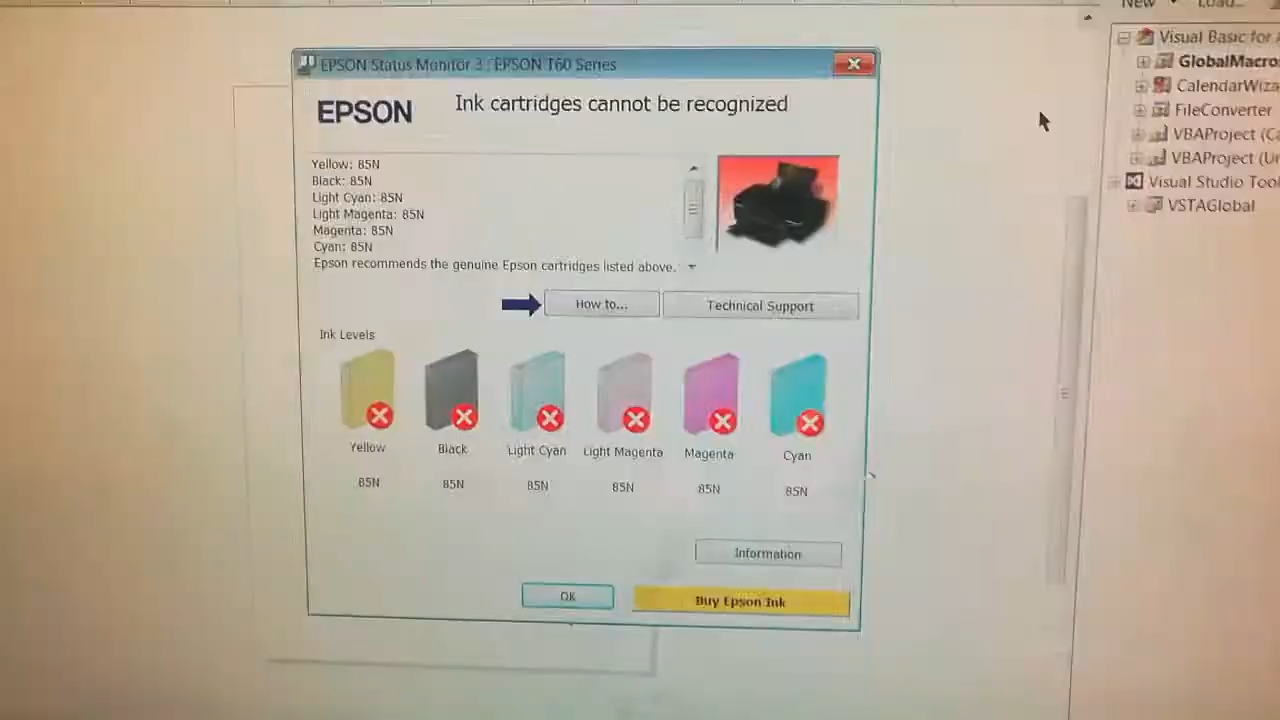 New Load...
EPSON Status Monitor 3 : EPSON T60 Series
EPSON
Ink cartridges cannot be recognized
Yellow: 85N
Black: 85N
Light Cyan: 85N
Light Magenta: 85N
Magenta: 85N
Cyan: 85N
Epson recommends the genuine Epson cartridges listed above.
How to...
Technical Support
Ink Levels
Yellow
Black
Light Cyan
Light Magenta
Magenta
Cyan
85N
85N
85N
85N
85N
85N
Information
OK
Buy Epson Ink
Visual Basic for
GlobalMacro
CalendarWiza
FileConverter
VBAProject (C
VBAProject (U
Visual Studio Tool
VSTAGlobal